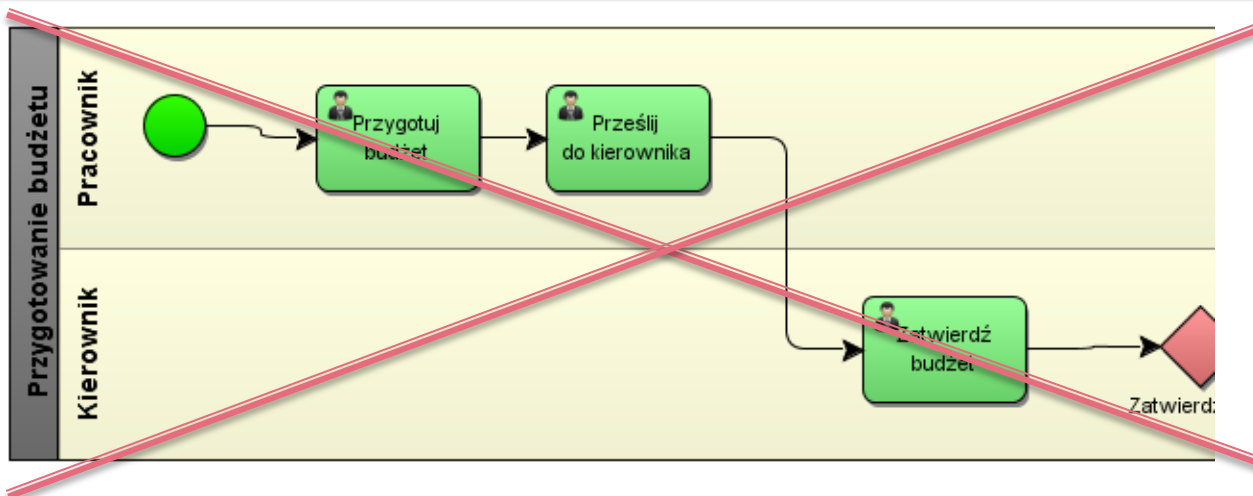 Przygotowanie budżetu
Pracownik
Przygotuj
budżet
Prześlij
do kierownika
Kierownik
Zatwierdź
budżet